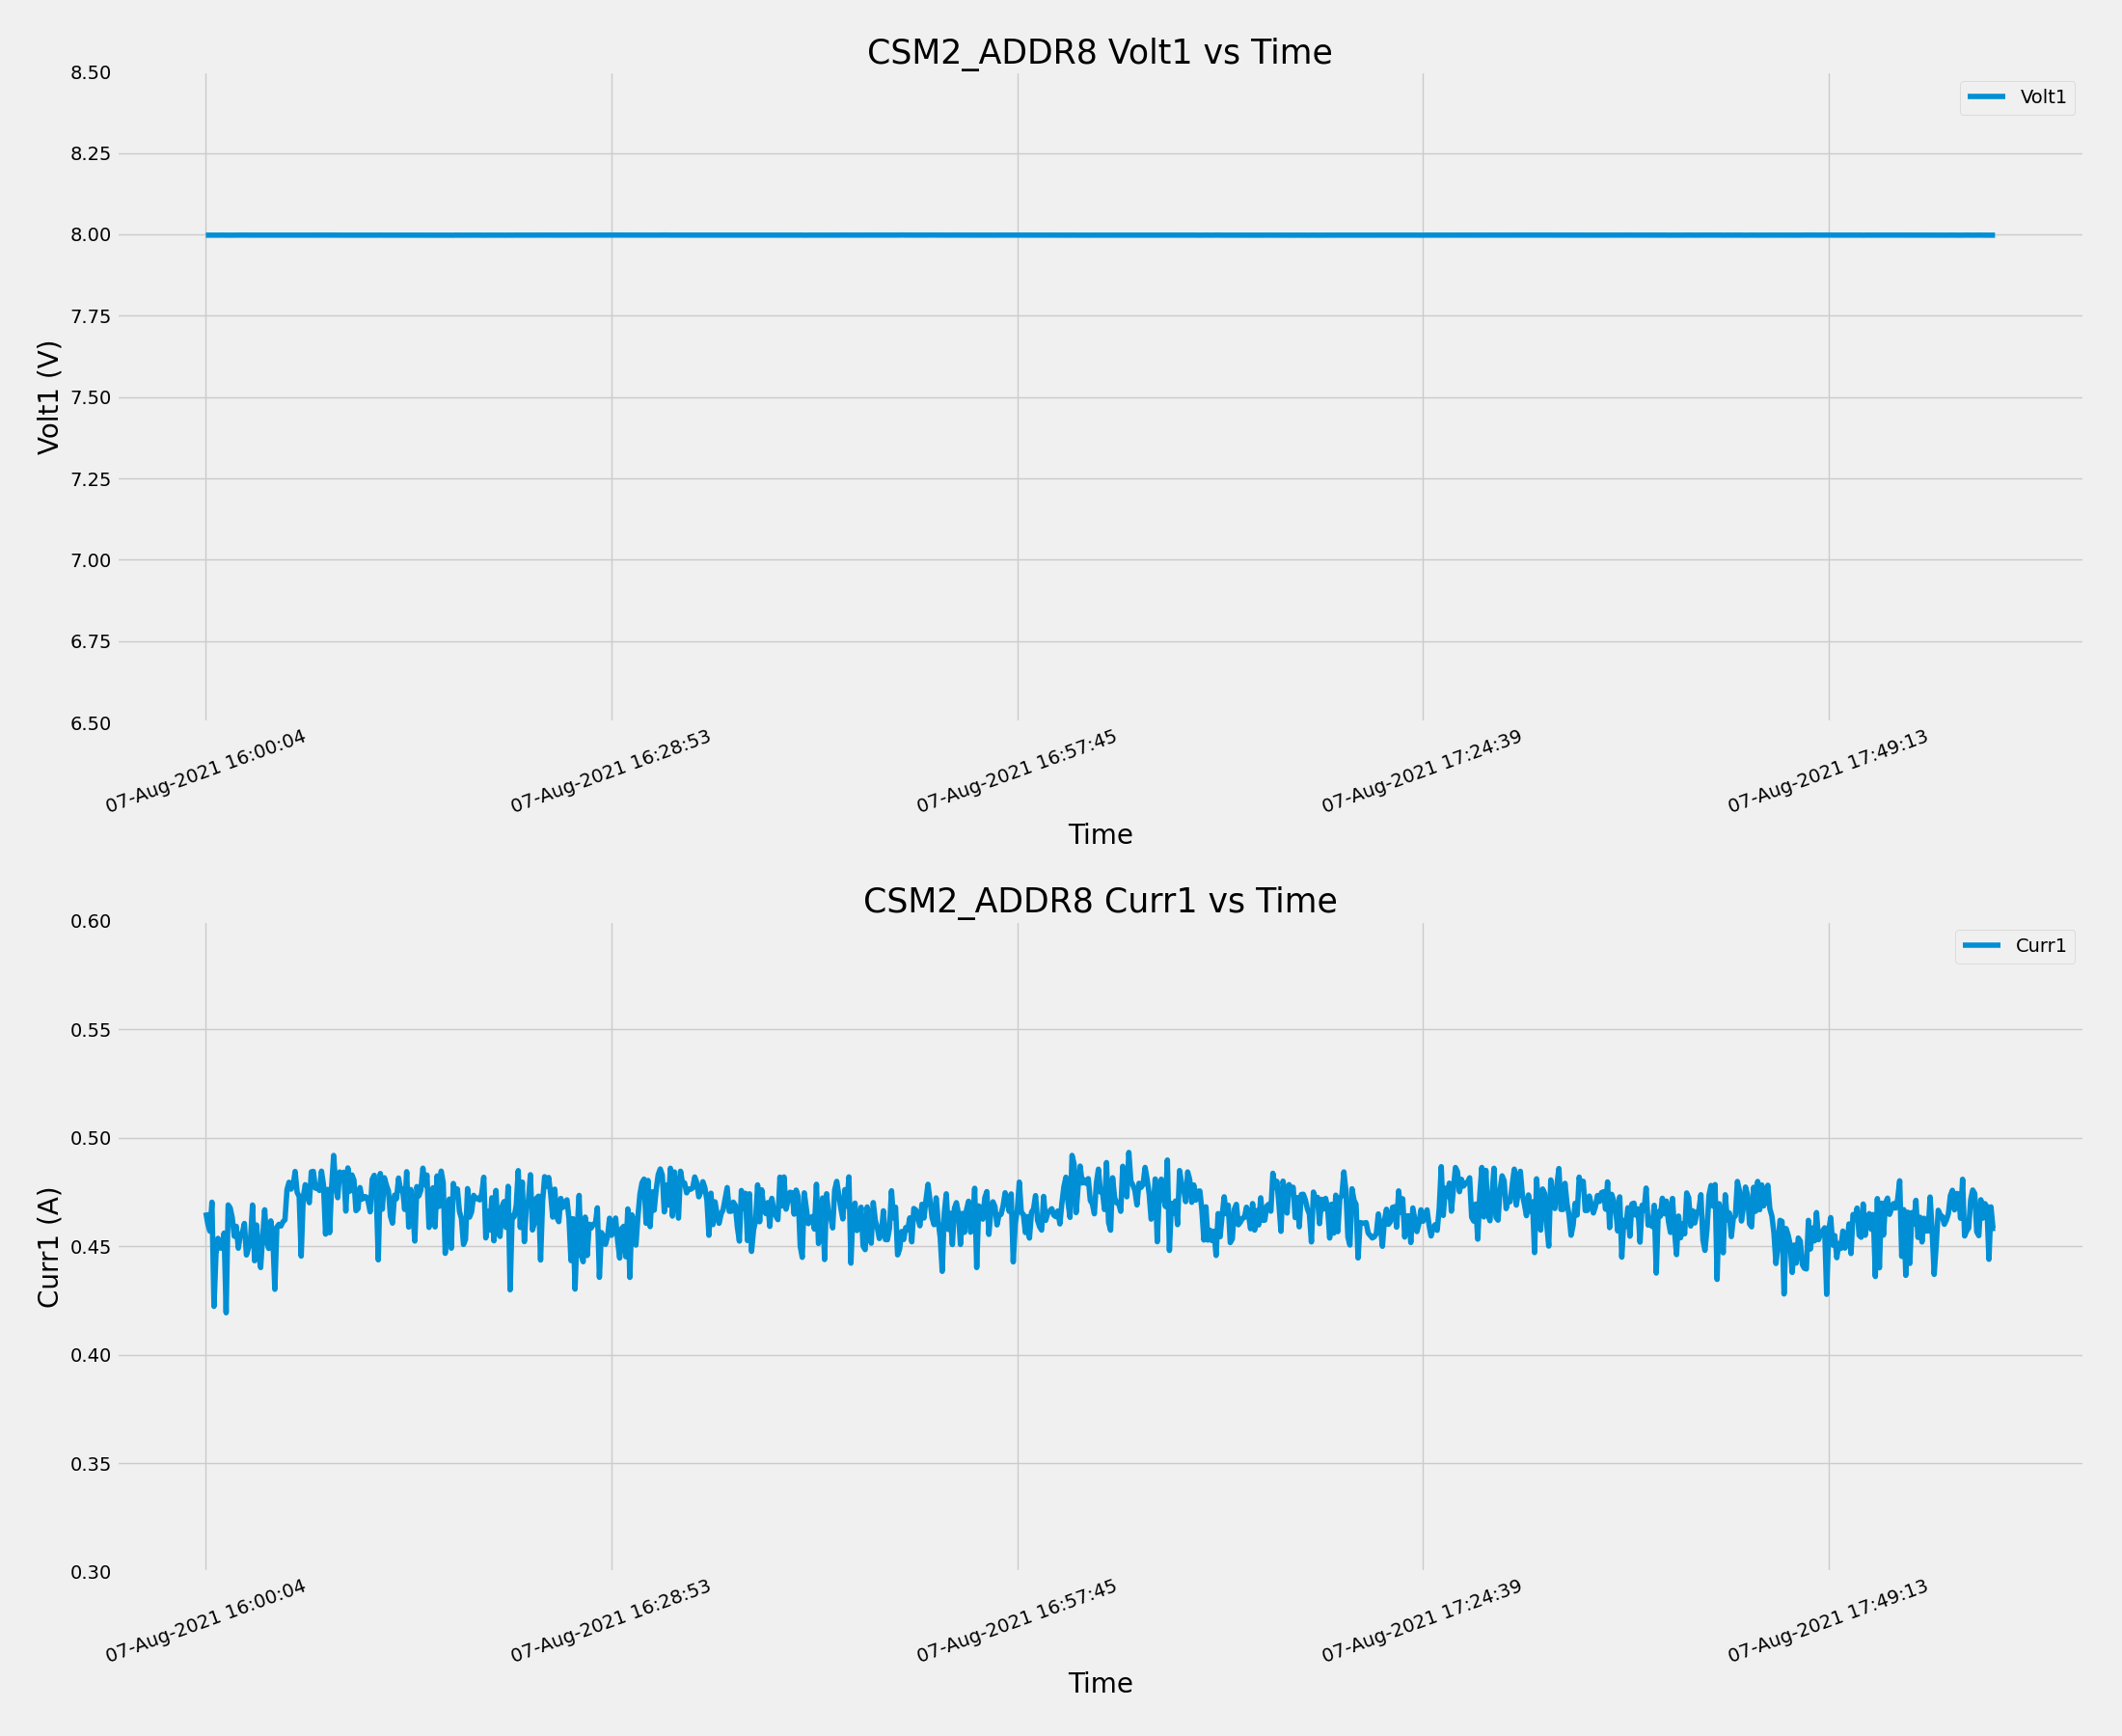 CSM2_ADDR8 Volt1 vs Time
8.50
8.25
8.00
7.75
7.50
7.25
7.00
6.75
6.50
Volt1 (V)
Volt1
07-Aug-2021 16:00:04
07-Aug-2021 16:28:53
07-Aug-2021 16:57:45
07-Aug-2021 17:24:39
07-Aug-2021 17:49:13
Time
CSM2_ADDR8 Curr1 vs Time
0.60
0.55
0.50
0.45
0.40
0.35
0.30
Curr1 (A)
Curr1
07-Aug-2021 16:00:04
07-Aug-2021 16:28:53
07-Aug-2021 16:57:45
07-Aug-2021 17:24:39
07-Aug-2021 17:49:13
Time